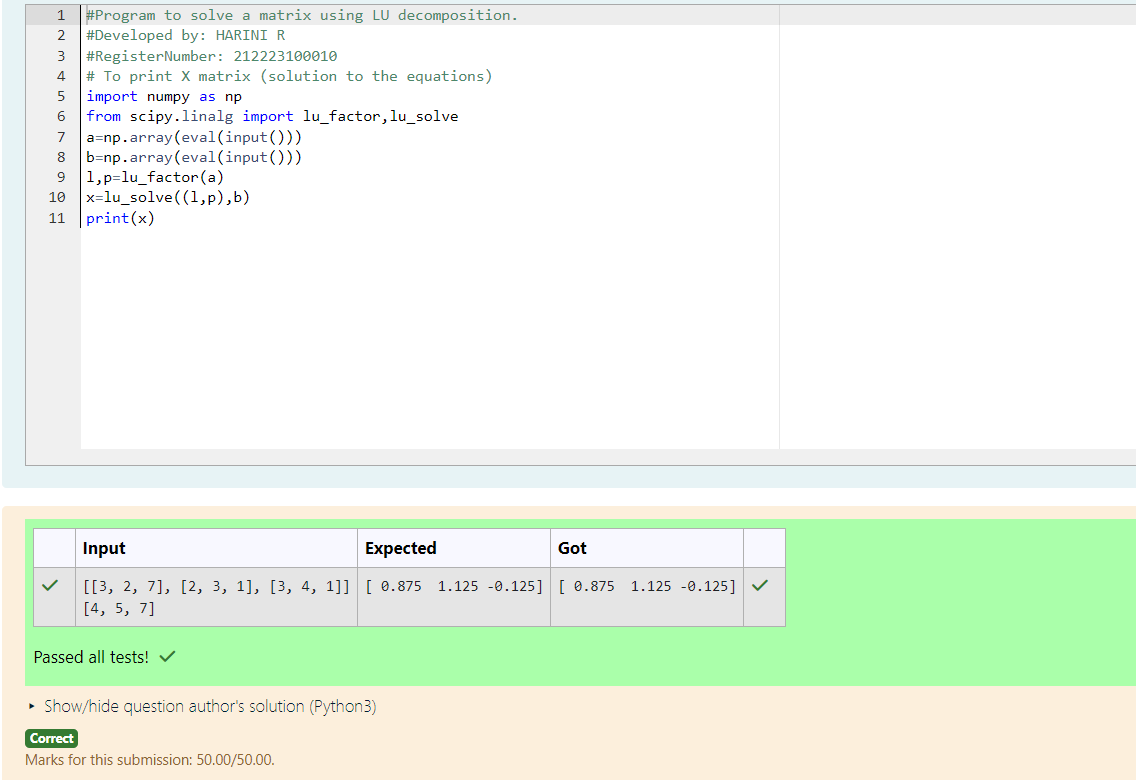 1 #Program to solve a matrix using LU decomposition.
2 #Developed by: HARINI R
3 #RegisterNumber: 212223100010
4 # To print X matrix (solution to the equations)
5 import numpy as np
6 from scipy.linalg import lu_factor,lu_solve
7 a=np.array(eval(input()))
8 b=np.array(eval(input()))
9 l,p=lu_factor(a)
10 x=lu_solve((l,p),b)
11 print(x)
Input Expected Got
[[3, 2, 7], [2, 3, 1], [3, 4, 1]] [ 0.875  1.125 -0.125] [ 0.875  1.125 -0.125]
[4, 5, 7]
Passed all tests!
Show/hide question author's solution (Python3)
Correct
Marks for this submission: 50.00/50.00.